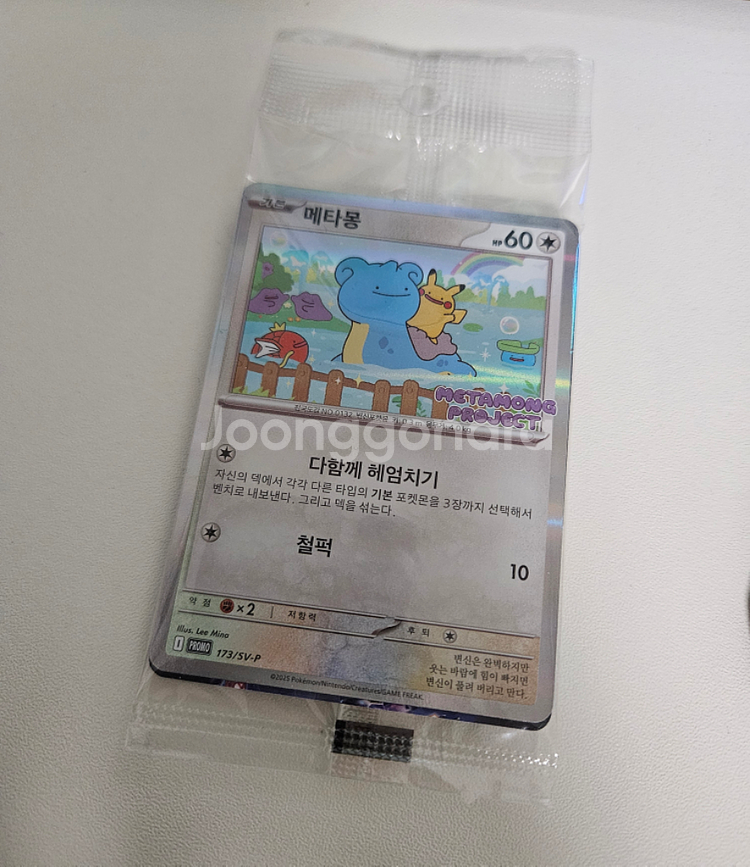 기본 메타몽
HP 60
METAMONG
PROJECT
Joonggonara
다함께 헤엄치기
자신의 덱에서 각각 다른 타입의 기본 포켓몬을 3장까지 선택해서
벤치로 내보낸다. 그리고 덱을 섞는다.
철퍽 10
약점 ×2 저항력 후퇴
Illus. Lee Mina
I PROMO 173/SV-P
변신은 완벽하지만
웃는 바람에 힘이 빠지면
변신이 풀려 버리고 만다.
©2025 Pokémon/Nintendo/Creatures/GAME FREAK.